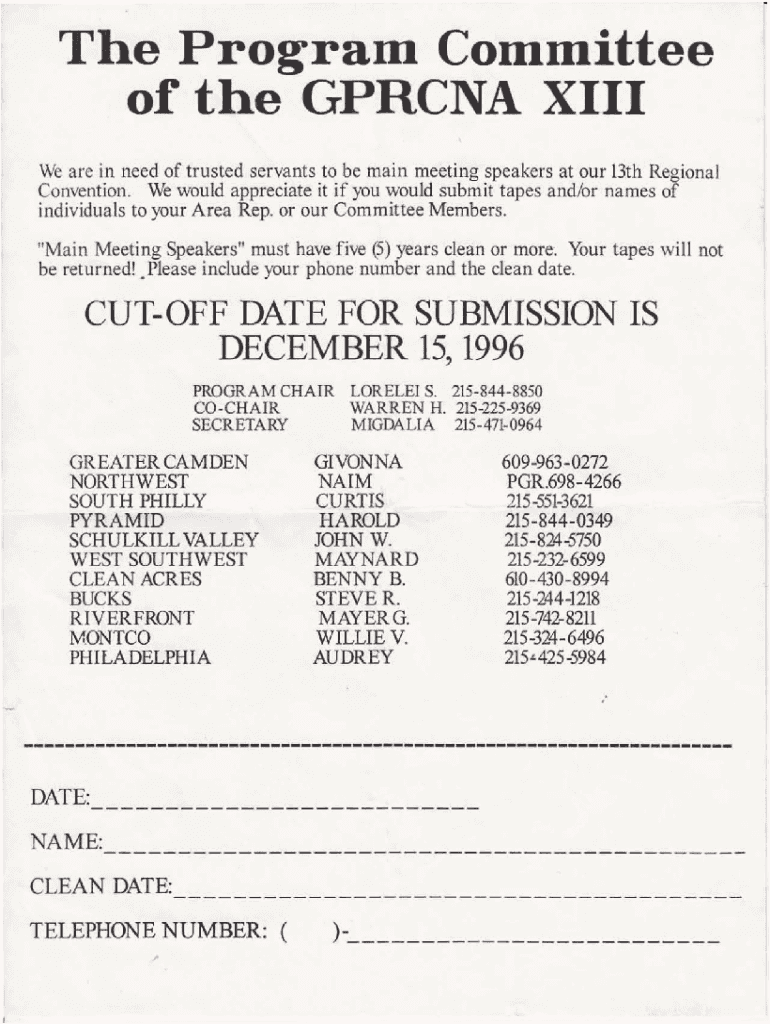 The Program Committee
of the GPRCNA XIII
We are in need of trusted servants to be main meeting speakers at our 13th Regional
Convention. We would appreciate it if you would submit tapes and/or names of
individuals to your Area Rep. or our Committee Members.
"Main Meeting Speakers" must have five (5) years clean or more. Your tapes will not
be returned! Please include your phone number and the clean date.
CUT-OFF DATE FOR SUBMISSION IS
DECEMBER 15, 1996
PROGRAM CHAIR LORELEI S. 215-844-8850
CO-CHAIR WARREN H. 215-225-9369
SECRETARY MIGDALIA 215-471-0964
GREATER CAMDEN GIVONNA 609-963-0272
NORTHWEST NAIM PGR.698-4266
SOUTH PHILLY CURTIS 215-551-3621
PYRAMID HAROLD 215-844-0349
SCHULKILL VALLEY JOHN W. 215-824-5750
WEST SOUTHWEST MAYNARD 215-232-6599
CLEAN ACRES BENNY B. 610-430-8994
BUCKS STEVE R. 215-244-1218
RIVERFRONT MAYER G. 215-742-8211
MONTCO WILLIE V. 215-324-6496
PHILADELPHIA AUDREY 215-425-5984
DATE:
NAME:
CLEAN DATE:
TELEPHONE NUMBER: ( )-